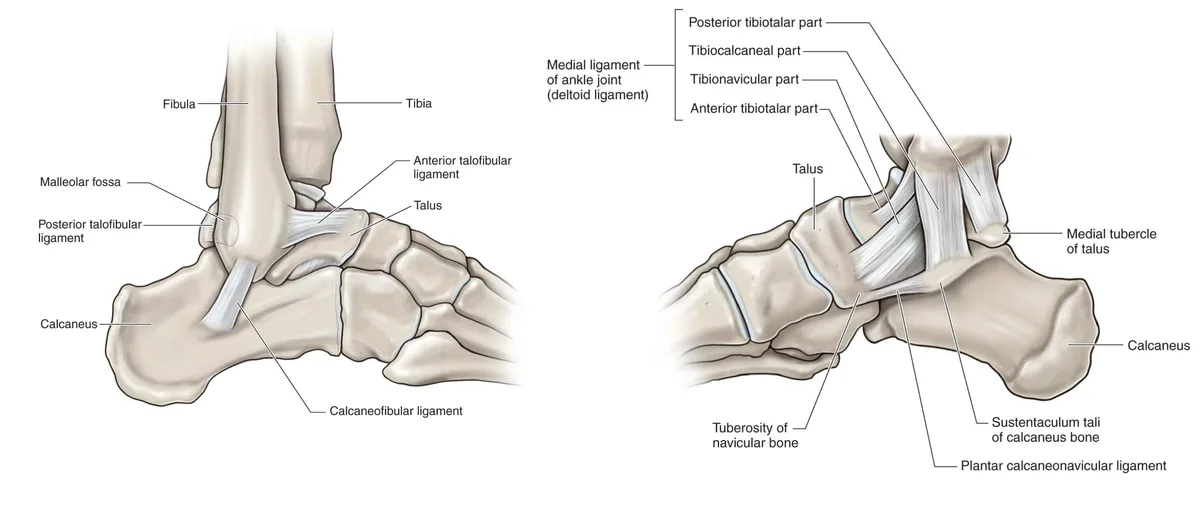 Fibula
Tibia
Malleolar fossa
Anterior talofibular
ligament
Posterior talofibular
ligament
Talus
Calcaneus
Calcaneofibular ligament
Medial ligament
of ankle joint
(deltoid ligament)
Posterior tibiotalar part
Tibiocalcaneal part
Tibionavicular part
Anterior tibiotalar part
Talus
Medial tubercle
of talus
Calcaneus
Tuberosity of
navicular bone
Sustentaculum tali
of calcaneus bone
Plantar calcaneonavicular ligament